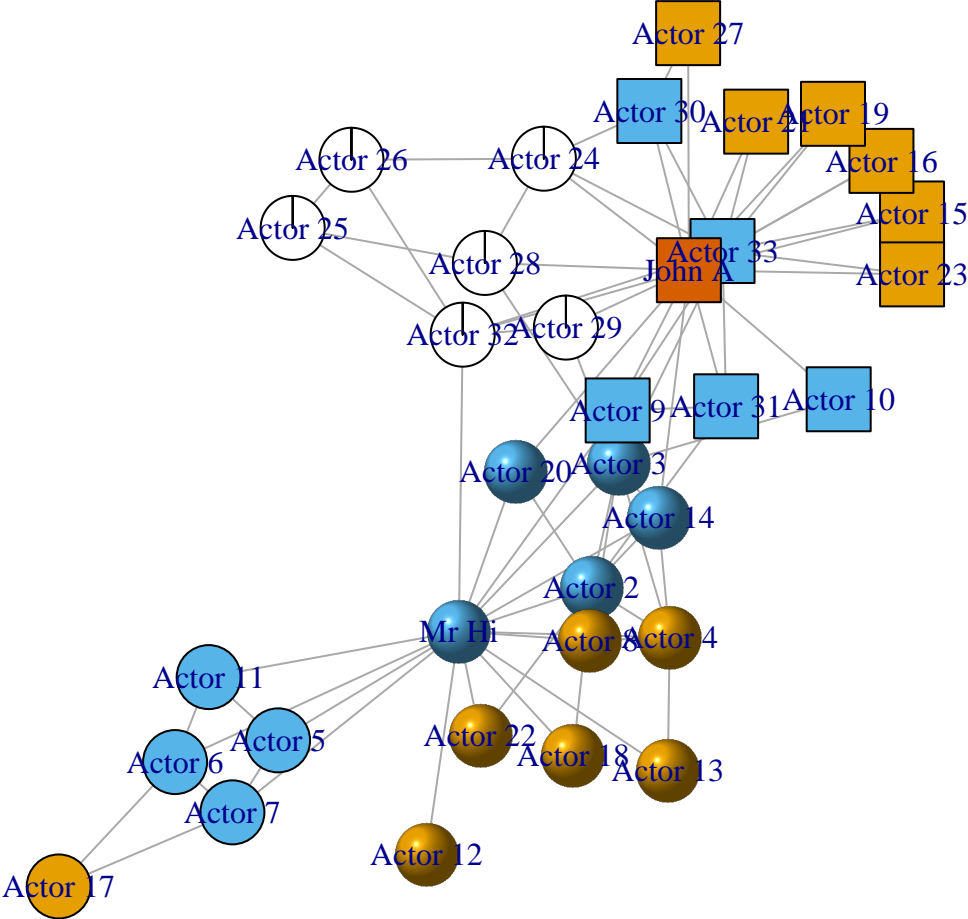 Actor 27
Actor 30
Actor 21
Actor 19
Actor 26
Actor 24
Actor 16
Actor 15
Actor 25
Actor 33
Actor 28
John A
Actor 23
Actor 32
Actor 29
Actor 9
Actor 31
Actor 10
Actor 20
Actor 3
Actor 14
Actor 2
Mr Hi
Actor 8
Actor 4
Actor 11
Actor 5
Actor 22
Actor 6
Actor 18
Actor 13
Actor 7
Actor 12
Actor 17